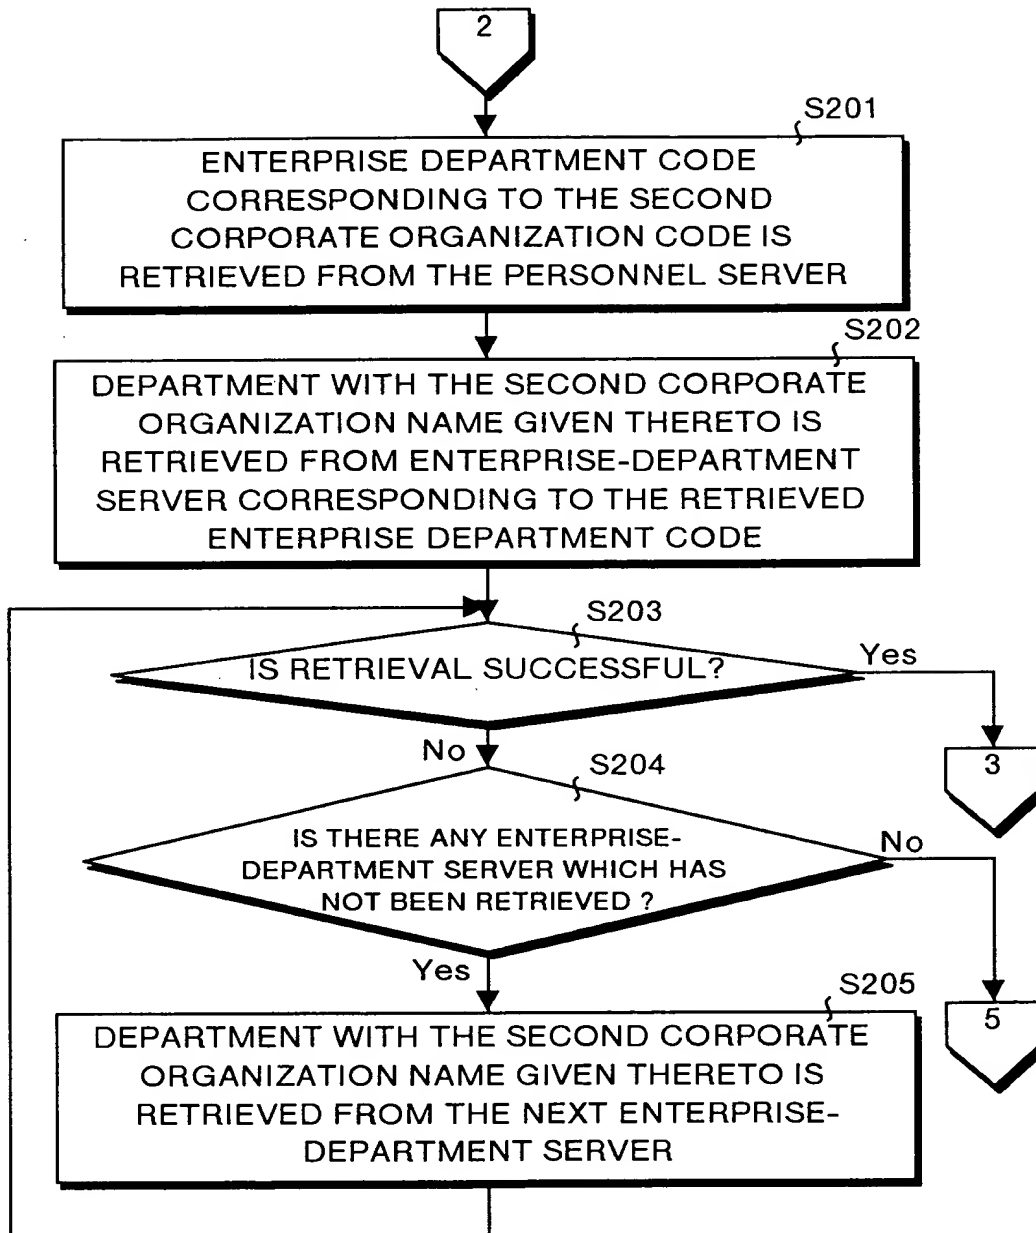 2
S201
ENTERPRISE DEPARTMENT CODE
CORRESPONDING TO THE SECOND
CORPORATE ORGANIZATION CODE IS
RETRIEVED FROM THE PERSONNEL SERVER
S202
DEPARTMENT WITH THE SECOND CORPORATE
ORGANIZATION NAME GIVEN THERETO IS
RETRIEVED FROM ENTERPRISE-DEPARTMENT
SERVER CORRESPONDING TO THE RETRIEVED
ENTERPRISE DEPARTMENT CODE
S203
IS RETRIEVAL SUCCESSFUL?
Yes
No
3
S204
IS THERE ANY ENTERPRISE-
DEPARTMENT SERVER WHICH HAS
NOT BEEN RETRIEVED ?
No
Yes
5
S205
DEPARTMENT WITH THE SECOND CORPORATE
ORGANIZATION NAME GIVEN THERETO IS
RETRIEVED FROM THE NEXT ENTERPRISE-
DEPARTMENT SERVER